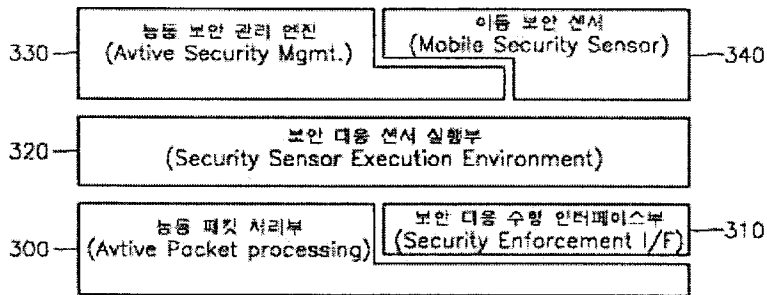 능동 보안 관리 엔진
(Avtive Security Mgmt.)
330
이동 보안 센서
(Mobile Security Sensor)
340
보안 대응 센서 실행부
(Security Sensor Execution Environment)
320
능동 패킷 처리부
(Avtive Packet processing)
300
보안 대응 수행 인터페이스부
(Security Enforcement I/F)
310